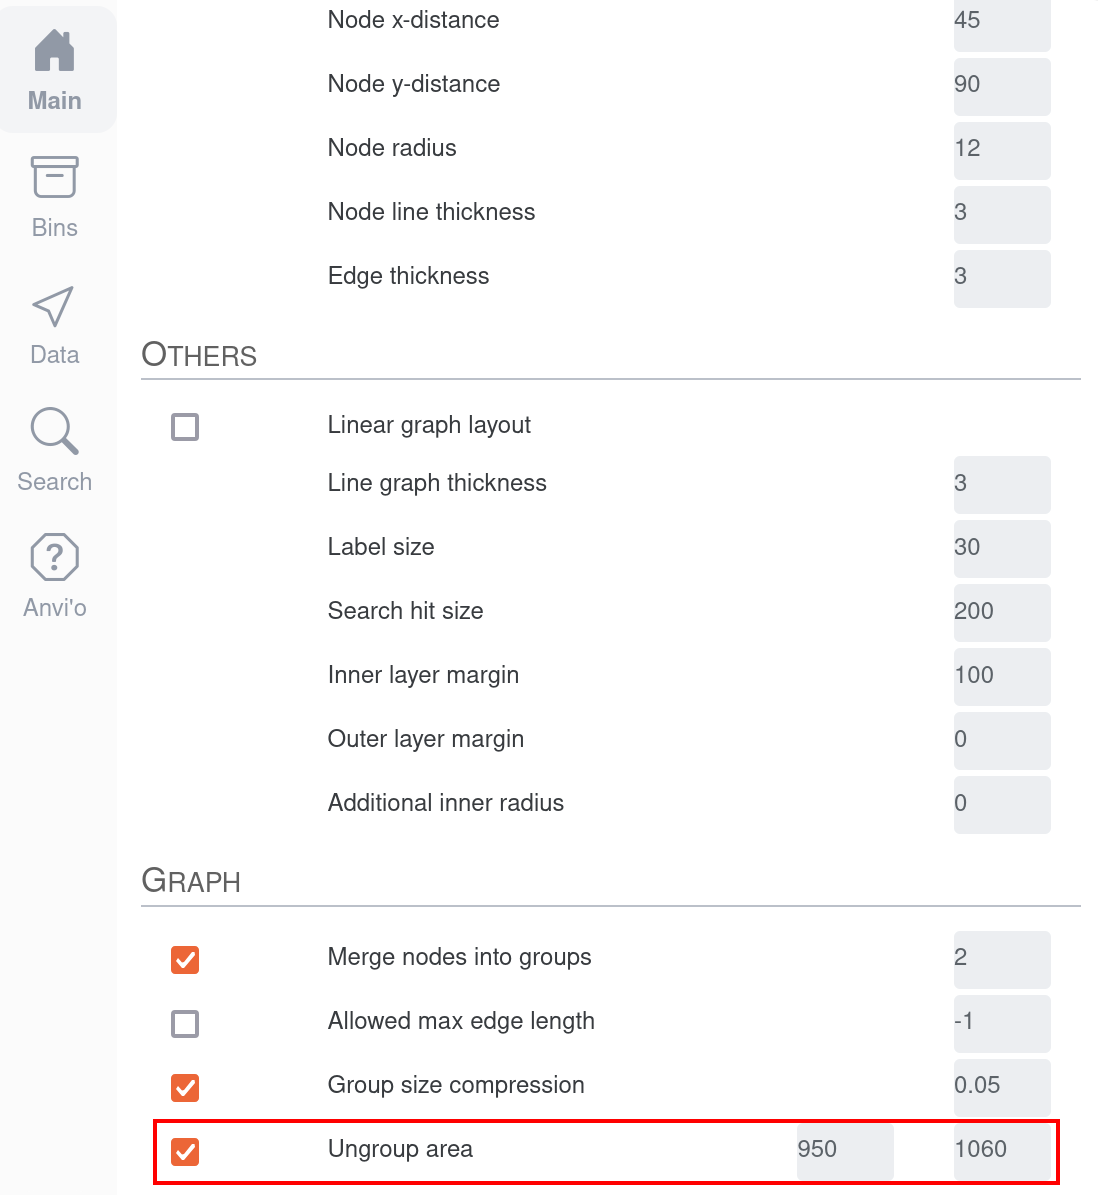 Main
Bins
Data
Search
Anvi'o
Node x-distance 45
Node y-distance 90
Node radius 12
Node line thickness 3
Edge thickness 3
OTHERS
Linear graph layout
Line graph thickness 3
Label size 30
Search hit size 200
Inner layer margin 100
Outer layer margin 0
Additional inner radius 0
GRAPH
Merge nodes into groups 2
Allowed max edge length -1
Group size compression 0.05
Ungroup area 950 1060